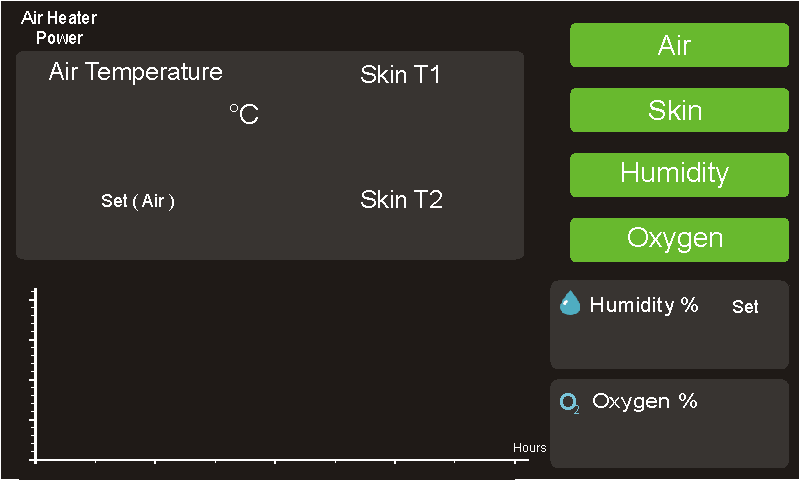 Air Heater
Power
Air Temperature
Skin T1
°C
Set ( Air )
Skin T2
Air
Skin
Humidity
Oxygen
Humidity %
Set
O2
Oxygen %
Hours